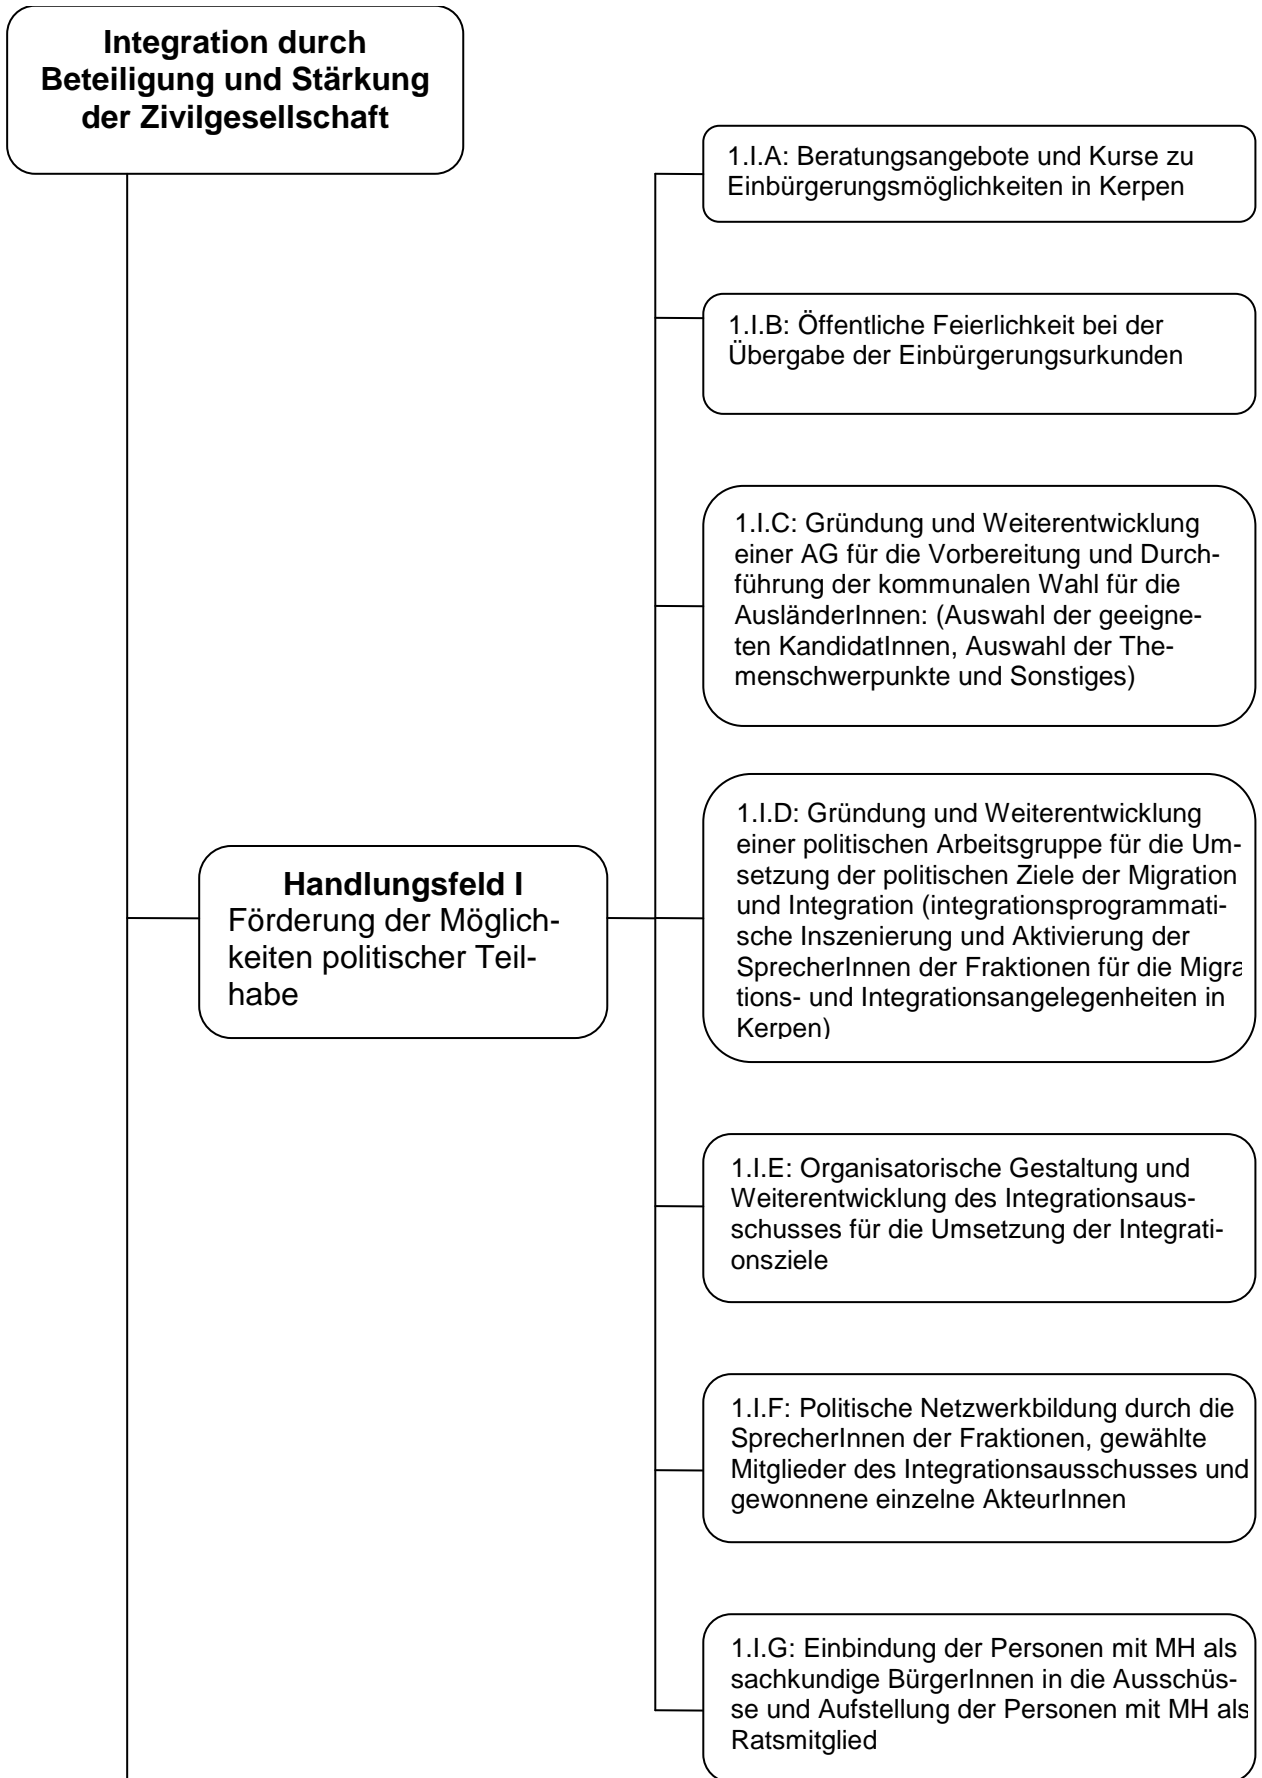 Integration durch
Beteiligung und Stärkung
der Zivilgesellschaft
1.I.A: Beratungsangebote und Kurse zu
Einbürgerungsmöglichkeiten in Kerpen
1.I.B: Öffentliche Feierlichkeit bei der
Übergabe der Einbürgerungsurkunden
1.I.C: Gründung und Weiterentwicklung
einer AG für die Vorbereitung und Durch-
führung der kommunalen Wahl für die
AusländerInnen: (Auswahl der geeigne-
ten KandidatInnen, Auswahl der The-
menschwerpunkte und Sonstiges)
Handlungsfeld I
Förderung der Möglich-
keiten politischer Teil-
habe
1.I.D: Gründung und Weiterentwicklung
einer politischen Arbeitsgruppe für die Um-
setzung der politischen Ziele der Migration
und Integration (integrationsprogrammati-
sche Inszenierung und Aktivierung der
SprecherInnen der Fraktionen für die Migra
tions- und Integrationsangelegenheiten in
Kerpen)
1.I.E: Organisatorische Gestaltung und
Weiterentwicklung des Integrationsaus-
schusses für die Umsetzung der Integrati-
onsziele
1.I.F: Politische Netzwerkbildung durch die
SprecherInnen der Fraktionen, gewählte
Mitglieder des Integrationsausschusses und
gewonnene einzelne AkteurInnen
1.I.G: Einbindung der Personen mit MH als
sachkundige BürgerInnen in die Ausschüs-
se und Aufstellung der Personen mit MH als
Ratsmitglied